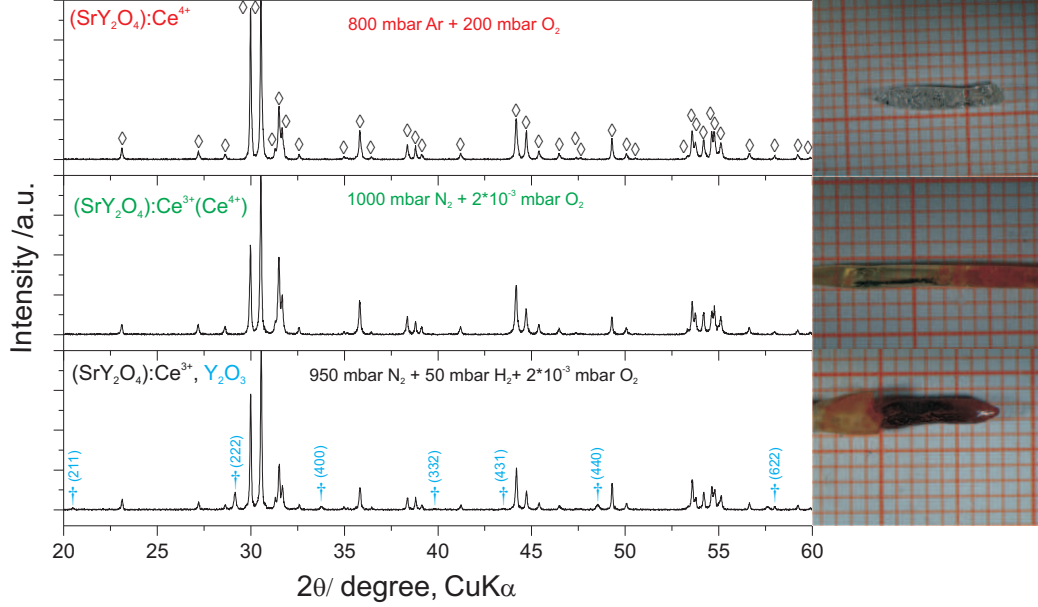 (SrY₂O₄):Ce⁴⁺
800 mbar Ar + 200 mbar O₂
(SrY₂O₄):Ce³⁺(Ce⁴⁺)
1000 mbar N₂ + 2*10⁻³ mbar O₂
(SrY₂O₄):Ce³⁺, Y₂O₃
950 mbar N₂ + 50 mbar H₂+ 2*10⁻³ mbar O₂
† (211)
† (222)
† (400)
† (332)
† (431)
† (440)
† (622)
Intensity /a.u.
20 25 30 35 40 45 50 55 60
2θ/ degree, CuKα